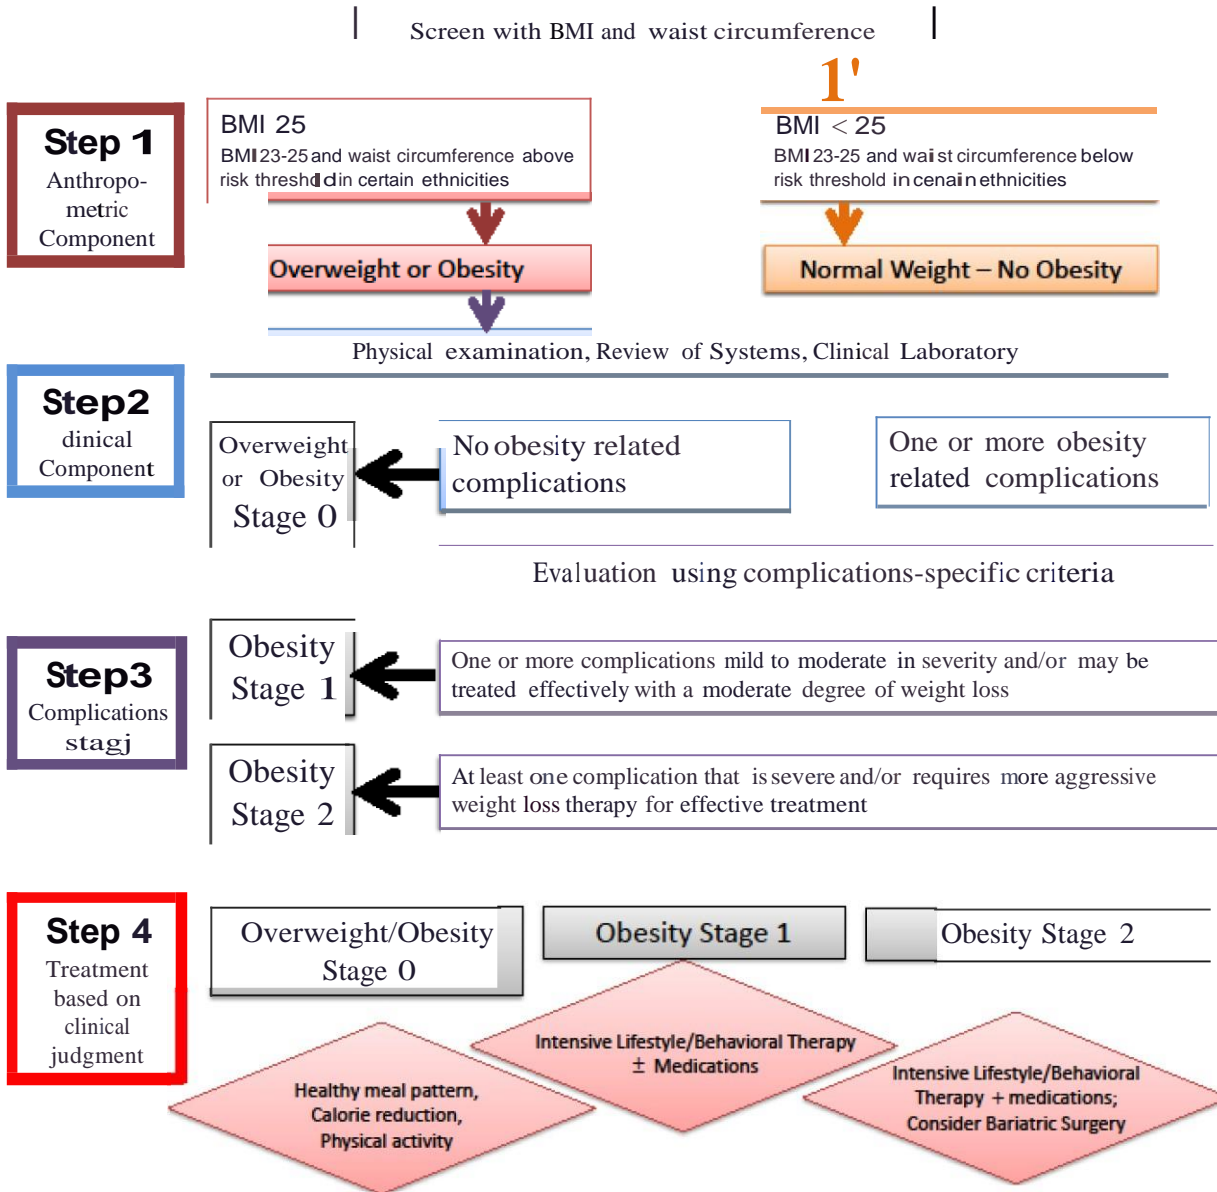 Screen with BMI and waist circumference
1'
Step 1
Anthropo-
metric
Component
BMI 25
BMI 23-25 and waist circumference above
risk threshdd in certain ethnicities
BMI < 25
BMI 23-25 and waist circumference below
risk threshold in cenain ethnicities
Overweight or Obesity
Normal Weight – No Obesity
Physical examination, Review of Systems, Clinical Laboratory
Step2
dinical
Component
Overweight
or Obesity
Stage 0
No obesity related
complications
One or more obesity
related complications
Evaluation using complications-specific criteria
Step3
Complications
stagj
Obesity
Stage 1
One or more complications mild to moderate in severity and/or may be
treated effectively with a moderate degree of weight loss
Obesity
Stage 2
At least one complication that is severe and/or requires more aggressive
weight loss therapy for effective treatment
Step 4
Treatment
based on
clinical
judgment
Overweight/Obesity
Stage 0
Obesity Stage 1
Obesity Stage 2
Healthy meal pattern,
Calorie reduction,
Physical activity
Intensive Lifestyle/Behavioral Therapy
± Medications
Intensive Lifestyle/Behavioral
Therapy + medications;
Consider Bariatric Surgery